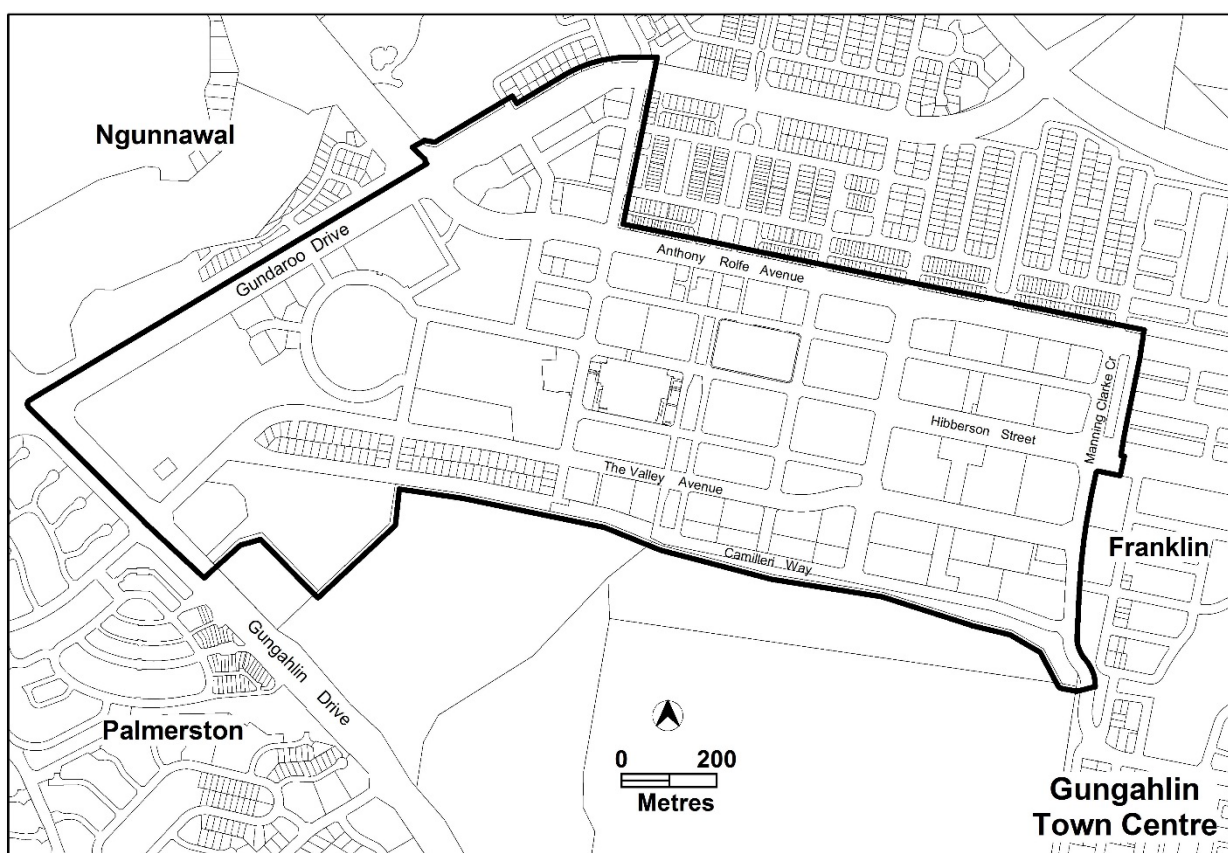 Ngunnawal
Gundaroo Drive
Anthony Rolfe Avenue
Manning Clarke Cr
Hibberson Street
The Valley Avenue
Franklin
Camilleri Way
Gungahlin Drive
Palmerston
0 200
Metres
Gungahlin
Town Centre